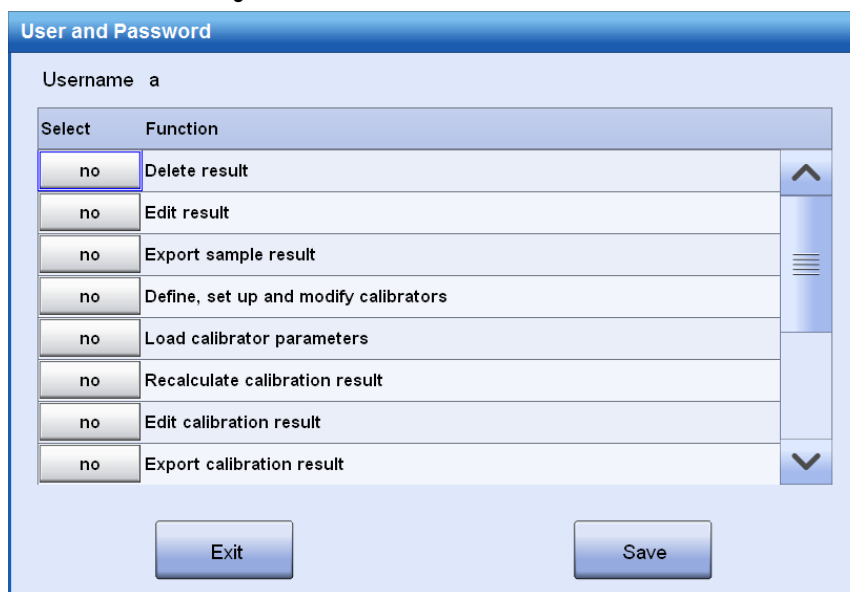 User and Password
Username a
Select Function
no Delete result
no Edit result
no Export sample result
no Define, set up and modify calibrators
no Load calibrator parameters
no Recalculate calibration result
no Edit calibration result
no Export calibration result
Exit Save